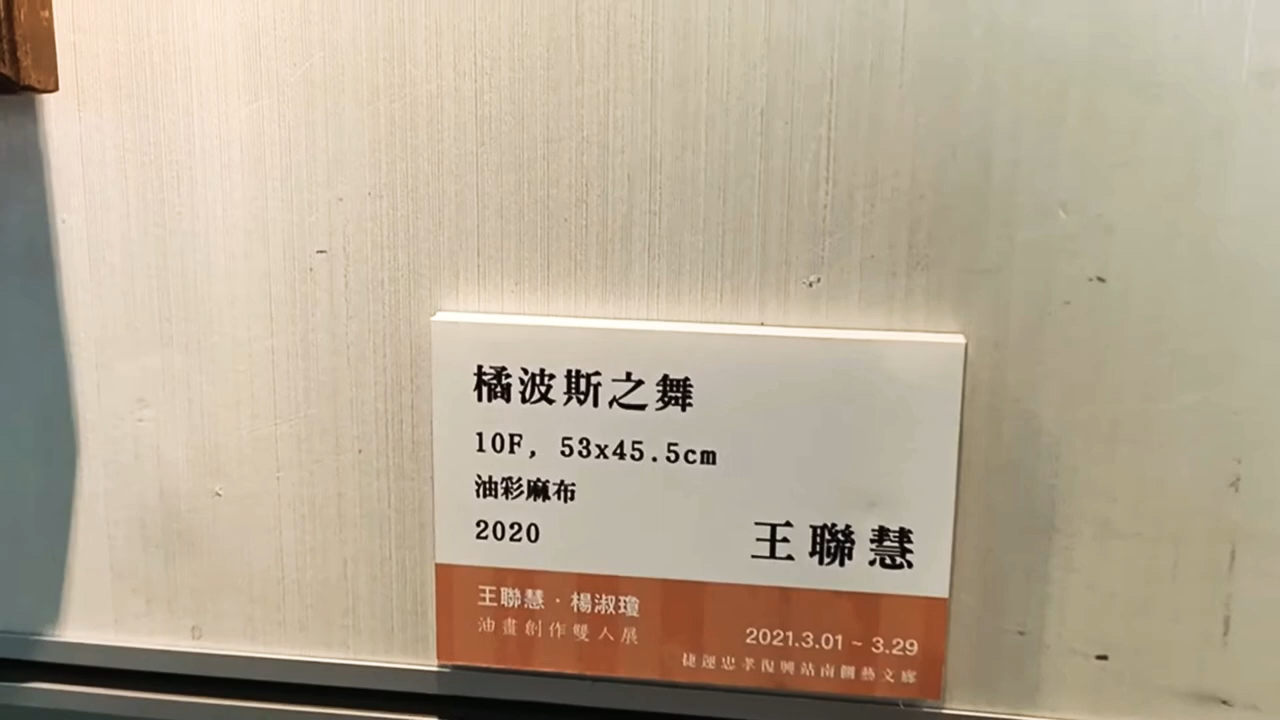 橘波斯之舞
10F, 53x45.5cm
油彩麻布
2020
王聯慧
王聯慧·楊淑瓊
油畫創作雙人展
2021.3.01 ~ 3.29
捷運忠孝復興站南側藝文廊